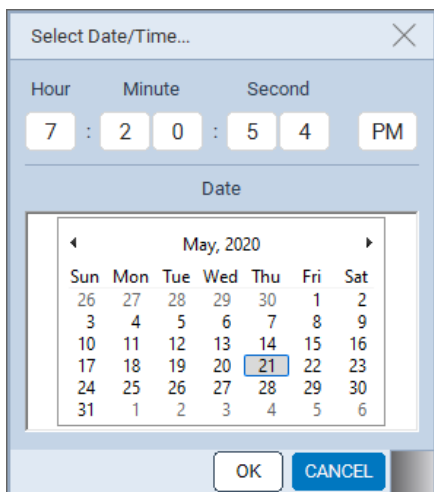 Select Date/Time...
Hour Minute Second
7 : 2 0 : 5 4 PM
Date
May, 2020
Sun Mon Tue Wed Thu Fri Sat
26 27 28 29 30 1 2
3 4 5 6 7 8 9
10 11 12 13 14 15 16
17 18 19 20 21 22 23
24 25 26 27 28 29 30
31 1 2 3 4 5 6
OK CANCEL